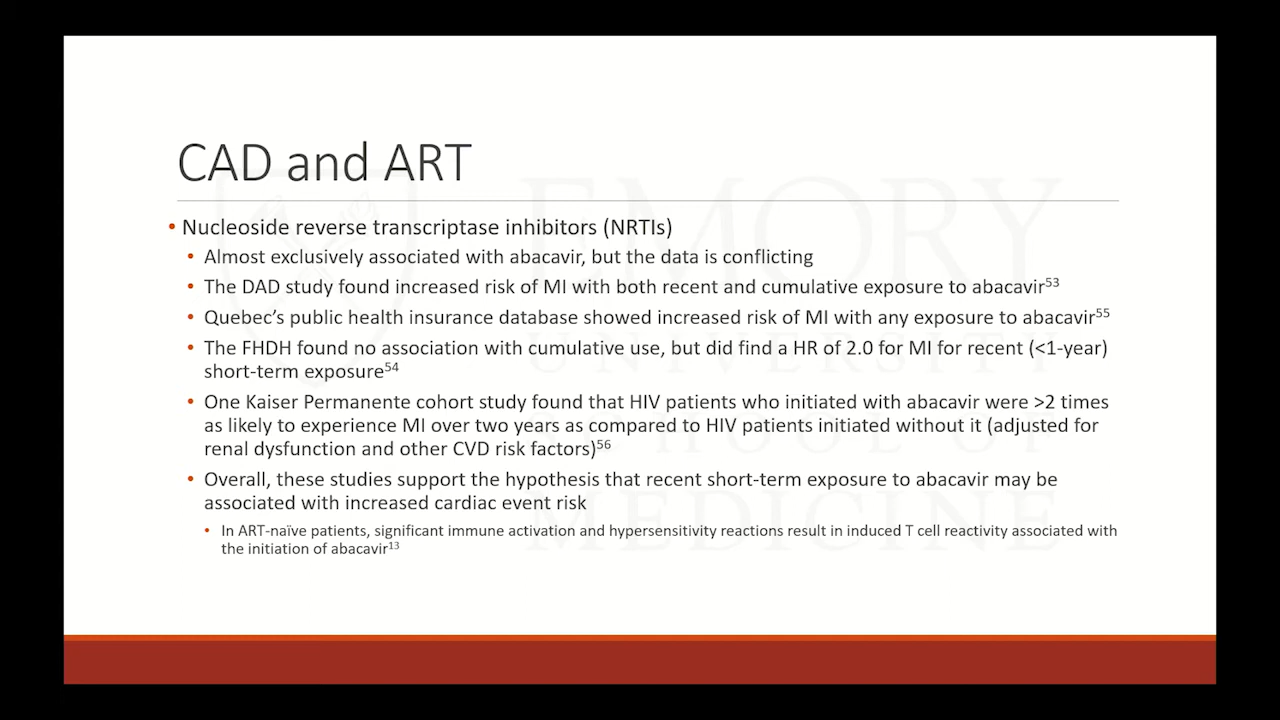 CAD and ART
• Nucleoside reverse transcriptase inhibitors (NRTIs)
• Almost exclusively associated with abacavir, but the data is conflicting
• The DAD study found increased risk of MI with both recent and cumulative exposure to abacavir53
• Quebec’s public health insurance database showed increased risk of MI with any exposure to abacavir55
• The FHDH found no association with cumulative use, but did find a HR of 2.0 for MI for recent (<1-year)
short-term exposure54
• One Kaiser Permanente cohort study found that HIV patients who initiated with abacavir were >2 times
as likely to experience MI over two years as compared to HIV patients initiated without it (adjusted for
renal dysfunction and other CVD risk factors)56
• Overall, these studies support the hypothesis that recent short-term exposure to abacavir may be
associated with increased cardiac event risk
• In ART-naïve patients, significant immune activation and hypersensitivity reactions result in induced T cell reactivity associated with
the initiation of abacavir13
EMORY
UNIVERSITY
SCHOOL OF
MEDICINE